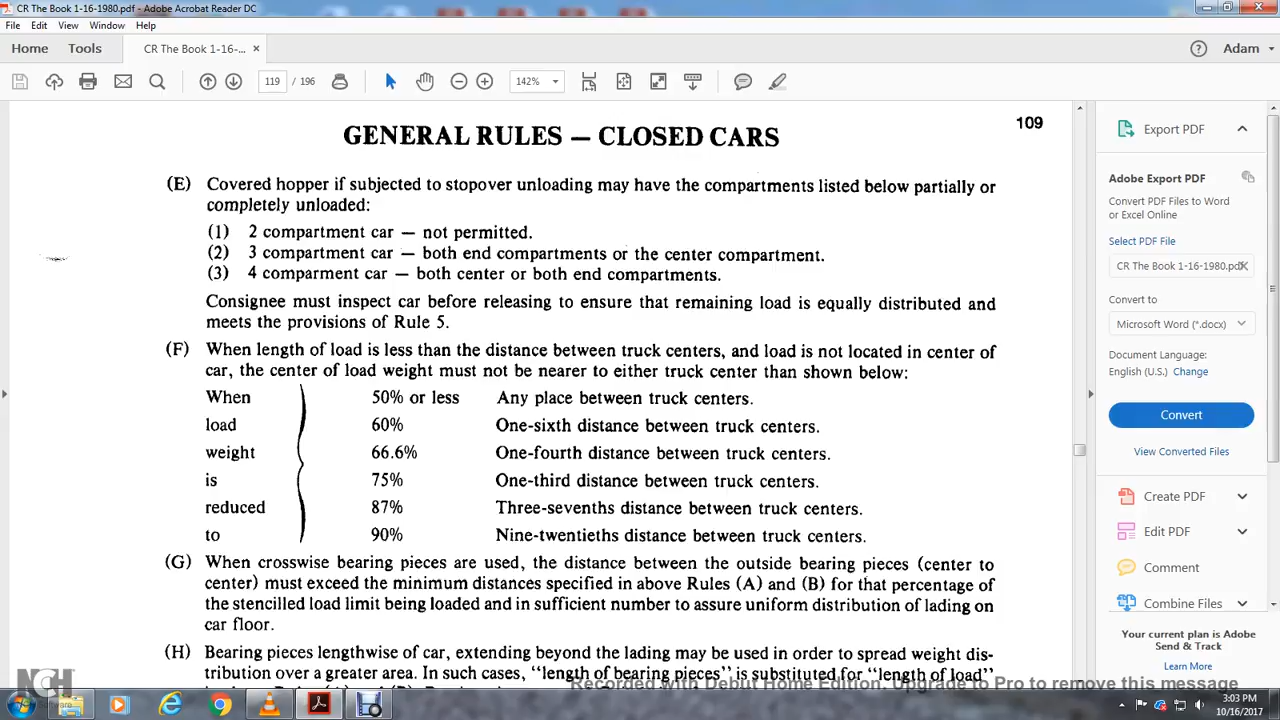 CR The Book 1-16-1980.pdf - Adobe Acrobat Reader DC
File Edit View Window Help
Home Tools CR The Book 1-16-... × Adam
119 / 196 142%
109
GENERAL RULES — CLOSED CARS
(E) Covered hopper if subjected to stopover unloading may have the compartments listed below partially or
completely unloaded:
(1) 2 compartment car — not permitted.
(2) 3 compartment car — both end compartments or the center compartment.
(3) 4 comparment car — both center or both end compartments.
Consignee must inspect car before releasing to ensure that remaining load is equally distributed and
meets the provisions of Rule 5.
(F) When length of load is less than the distance between truck centers, and load is not located in center of
car, the center of load weight must not be nearer to either truck center than shown below:
When 50% or less Any place between truck centers.
load 60% One-sixth distance between truck centers.
weight 66.6% One-fourth distance between truck centers.
is 75% One-third distance between truck centers.
reduced 87% Three-sevenths distance between truck centers.
to 90% Nine-twentieths distance between truck centers.
(G) When crosswise bearing pieces are used, the distance between the outside bearing pieces (center to
center) must exceed the minimum distances specified in above Rules (A) and (B) for that percentage of
the stencilled load limit being loaded and in sufficient number to assure uniform distribution of lading on
car floor.
(H) Bearing pieces lengthwise of car, extending beyond the lading may be used in order to spread weight dis-
tribution over a greater area. In such cases, "length of bearing pieces" is substituted for "length of load"
Export PDF
Adobe Export PDF
Convert PDF Files to Word
or Excel Online
Select PDF File
CR The Book 1-16-1980.pdf
Convert to
Microsoft Word (*.docx)
Document Language:
English (U.S.) Change
Convert
View Converted Files
Create PDF
Edit PDF
Comment
Combine Files
Your current plan is Adobe
Send & Track
Learn More
NCH
Recorded with Debut Home Edition. Upgrade to Pro to remove this message
3:03 PM
10/16/2017